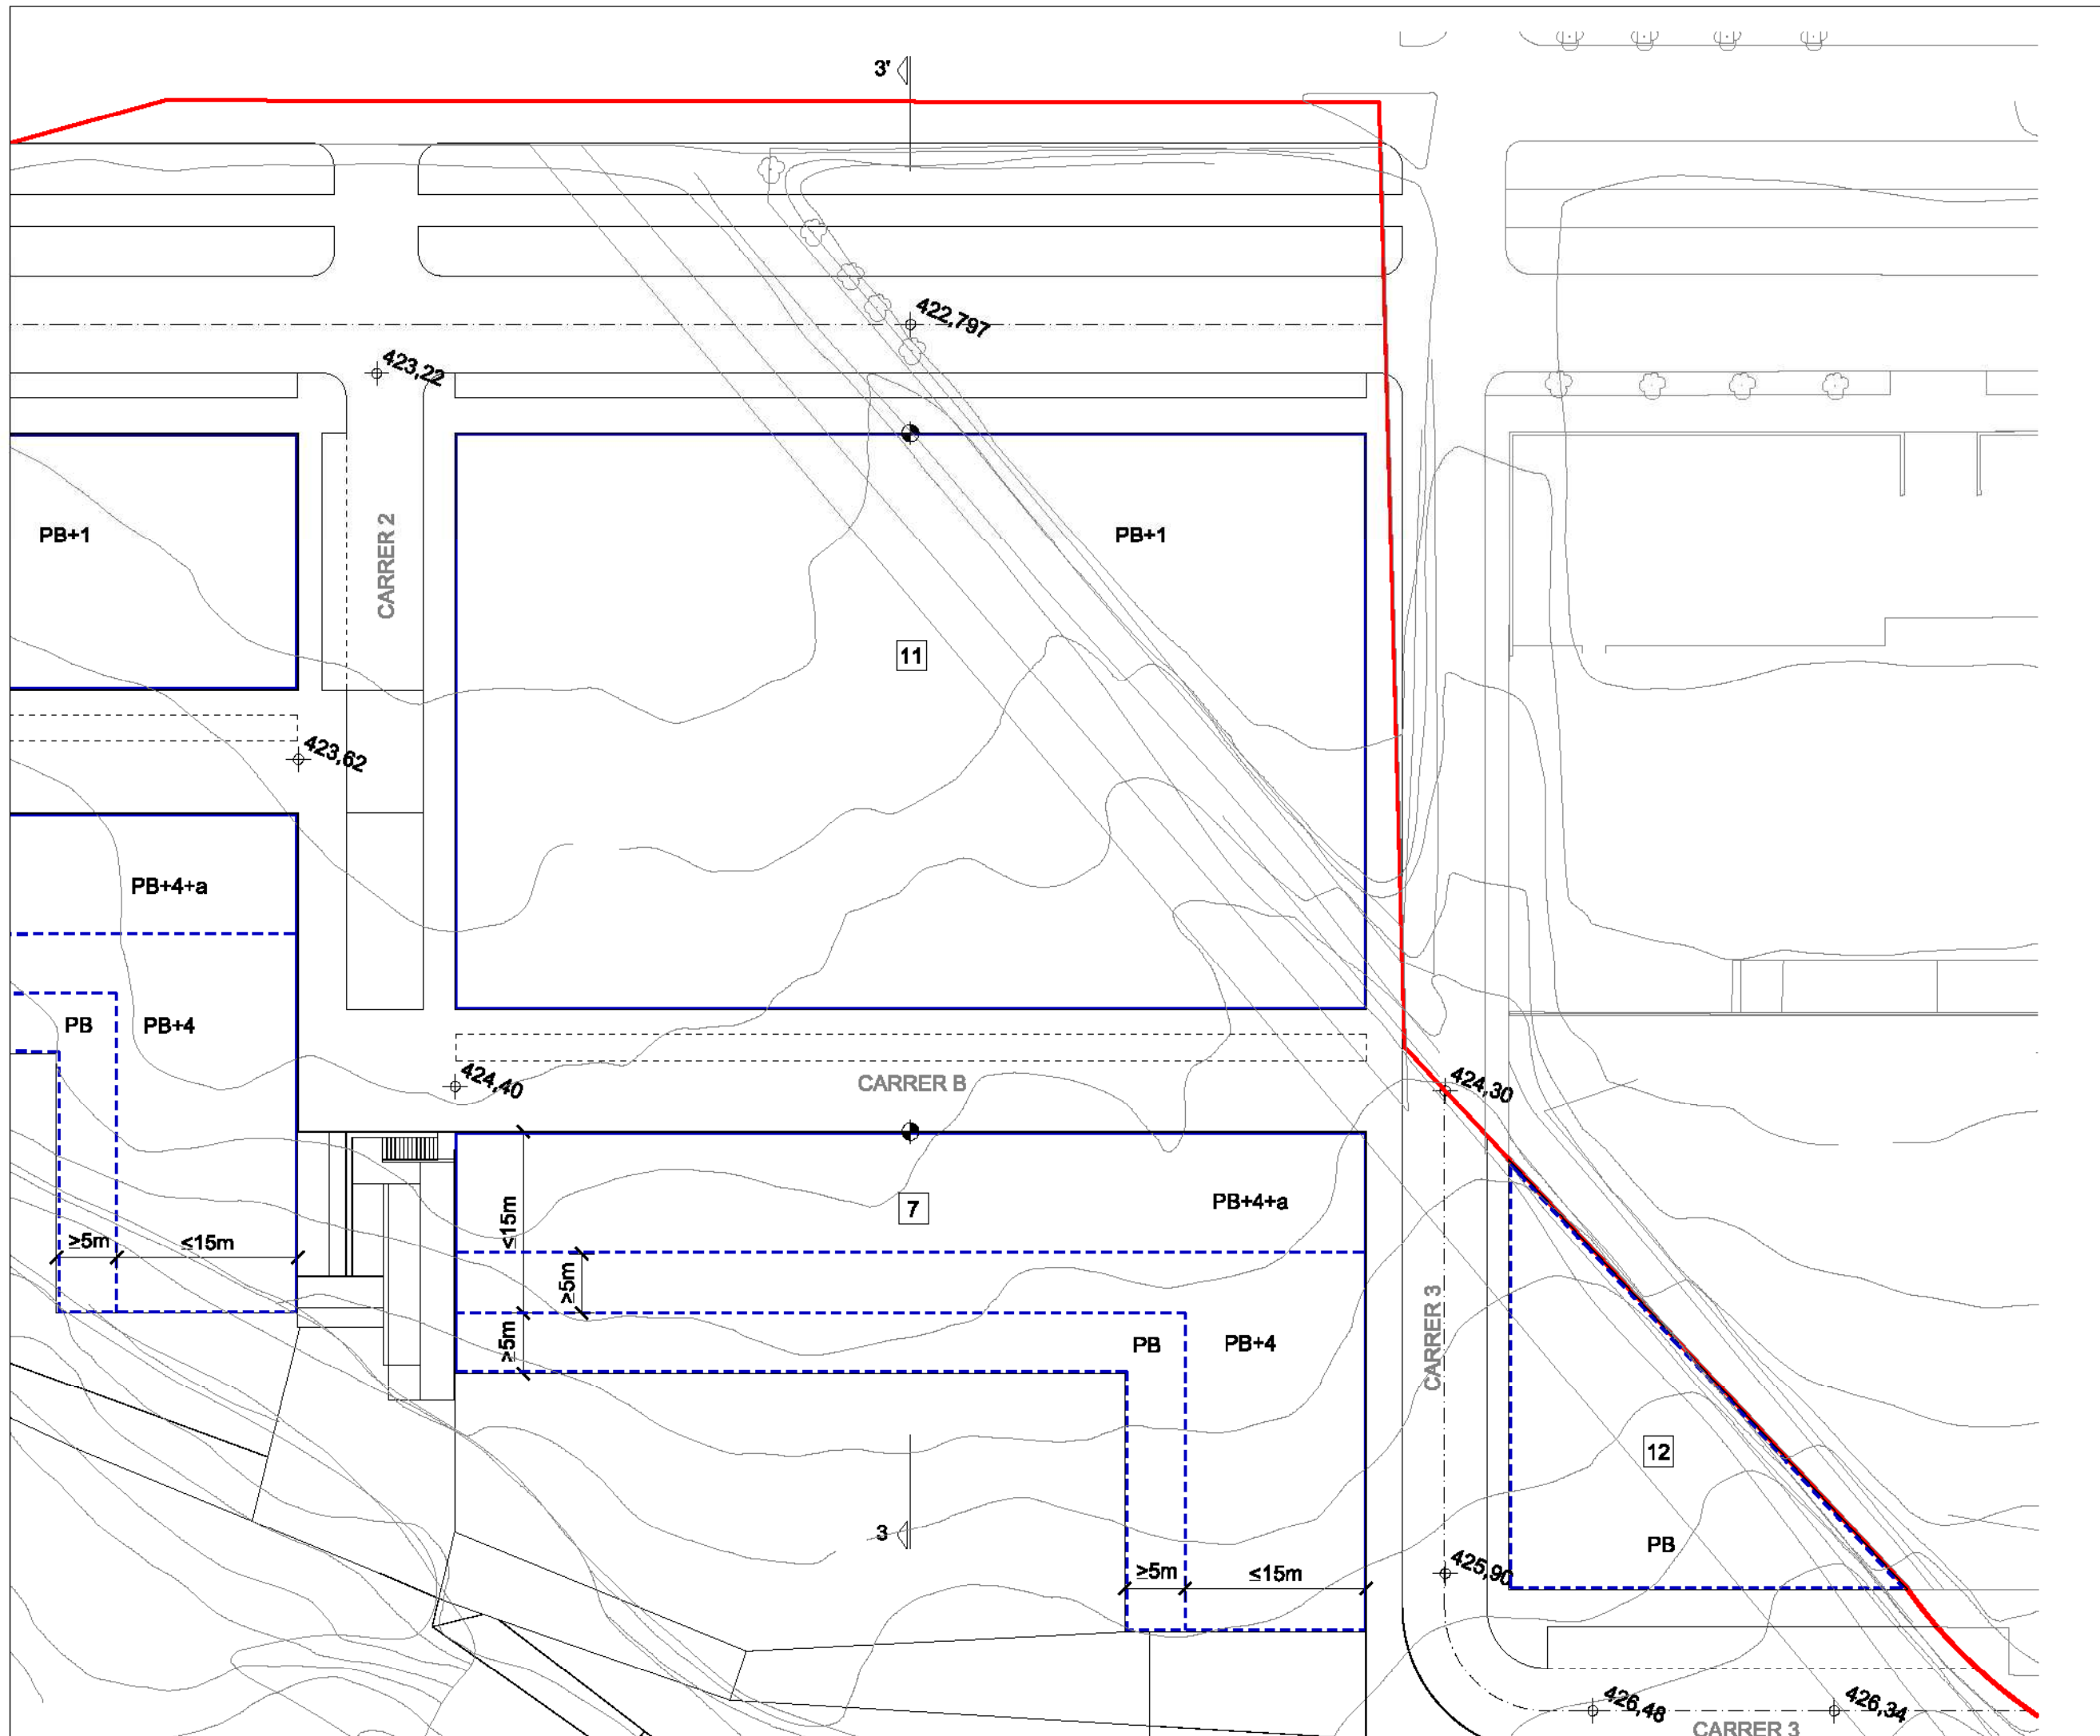 3'
422,797
423,22
PB+1
CARRER 2
PB+1
11
423,62
PB+4+a
PB
PB+4
424,40
CARRER B
424,30
7
PB+4+a
≤15m
≥5m
≤15m
≥5m
≥5m
PB
PB+4
CARRER 3
12
PB
3
425,90
≥5m
≤15m
426,48
426,34
CARRER 3